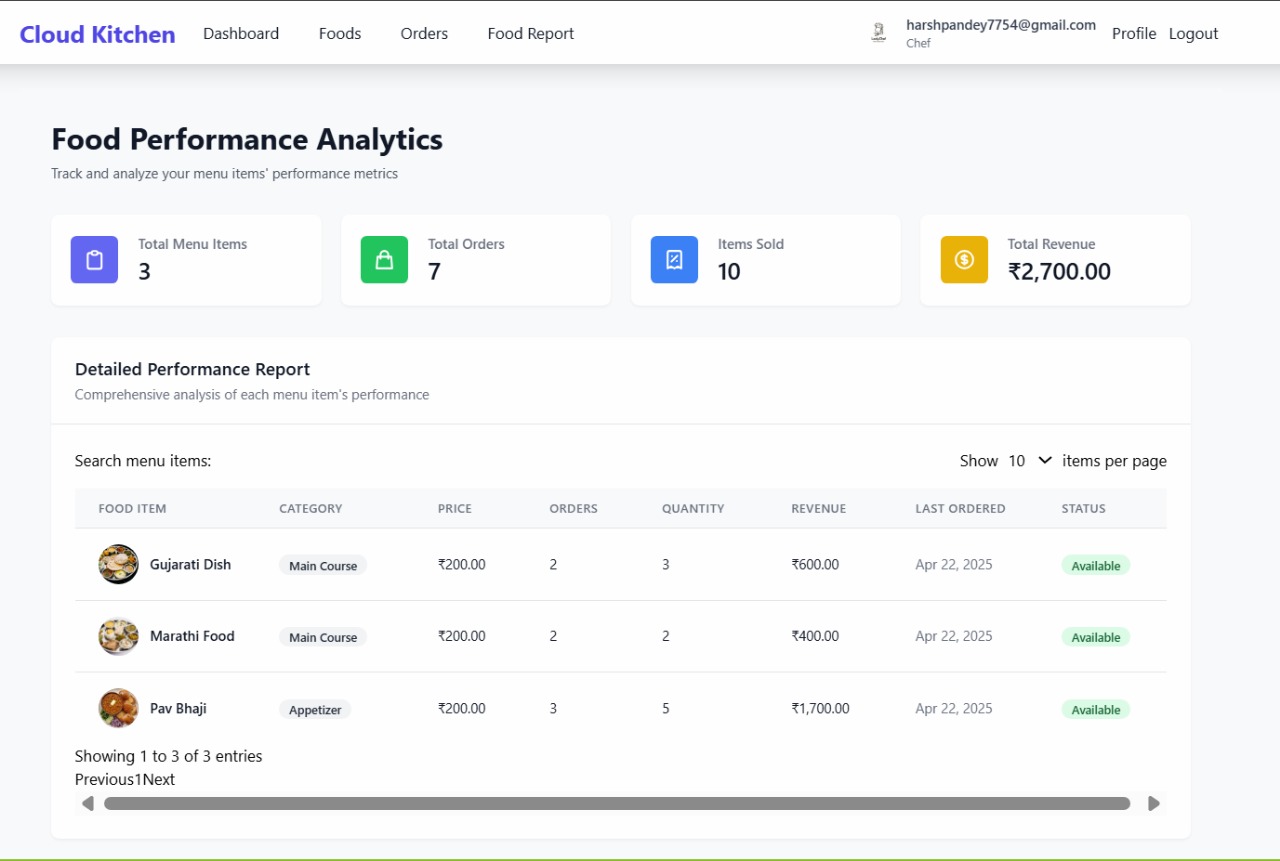 Cloud Kitchen Dashboard Foods Orders Food Report harshpandey7754@gmail.com Profile Logout
Chef
Food Performance Analytics
Track and analyze your menu items' performance metrics
Total Menu Items
3
Total Orders
7
Items Sold
10
Total Revenue
₹2,700.00
Detailed Performance Report
Comprehensive analysis of each menu item's performance
Search menu items: Show 10 items per page
FOOD ITEM CATEGORY PRICE ORDERS QUANTITY REVENUE LAST ORDERED STATUS
Gujarati Dish Main Course ₹200.00 2 3 ₹600.00 Apr 22, 2025 Available
Marathi Food Main Course ₹200.00 2 2 ₹400.00 Apr 22, 2025 Available
Pav Bhaji Appetizer ₹200.00 3 5 ₹1,700.00 Apr 22, 2025 Available
Showing 1 to 3 of 3 entries
Previous1Next